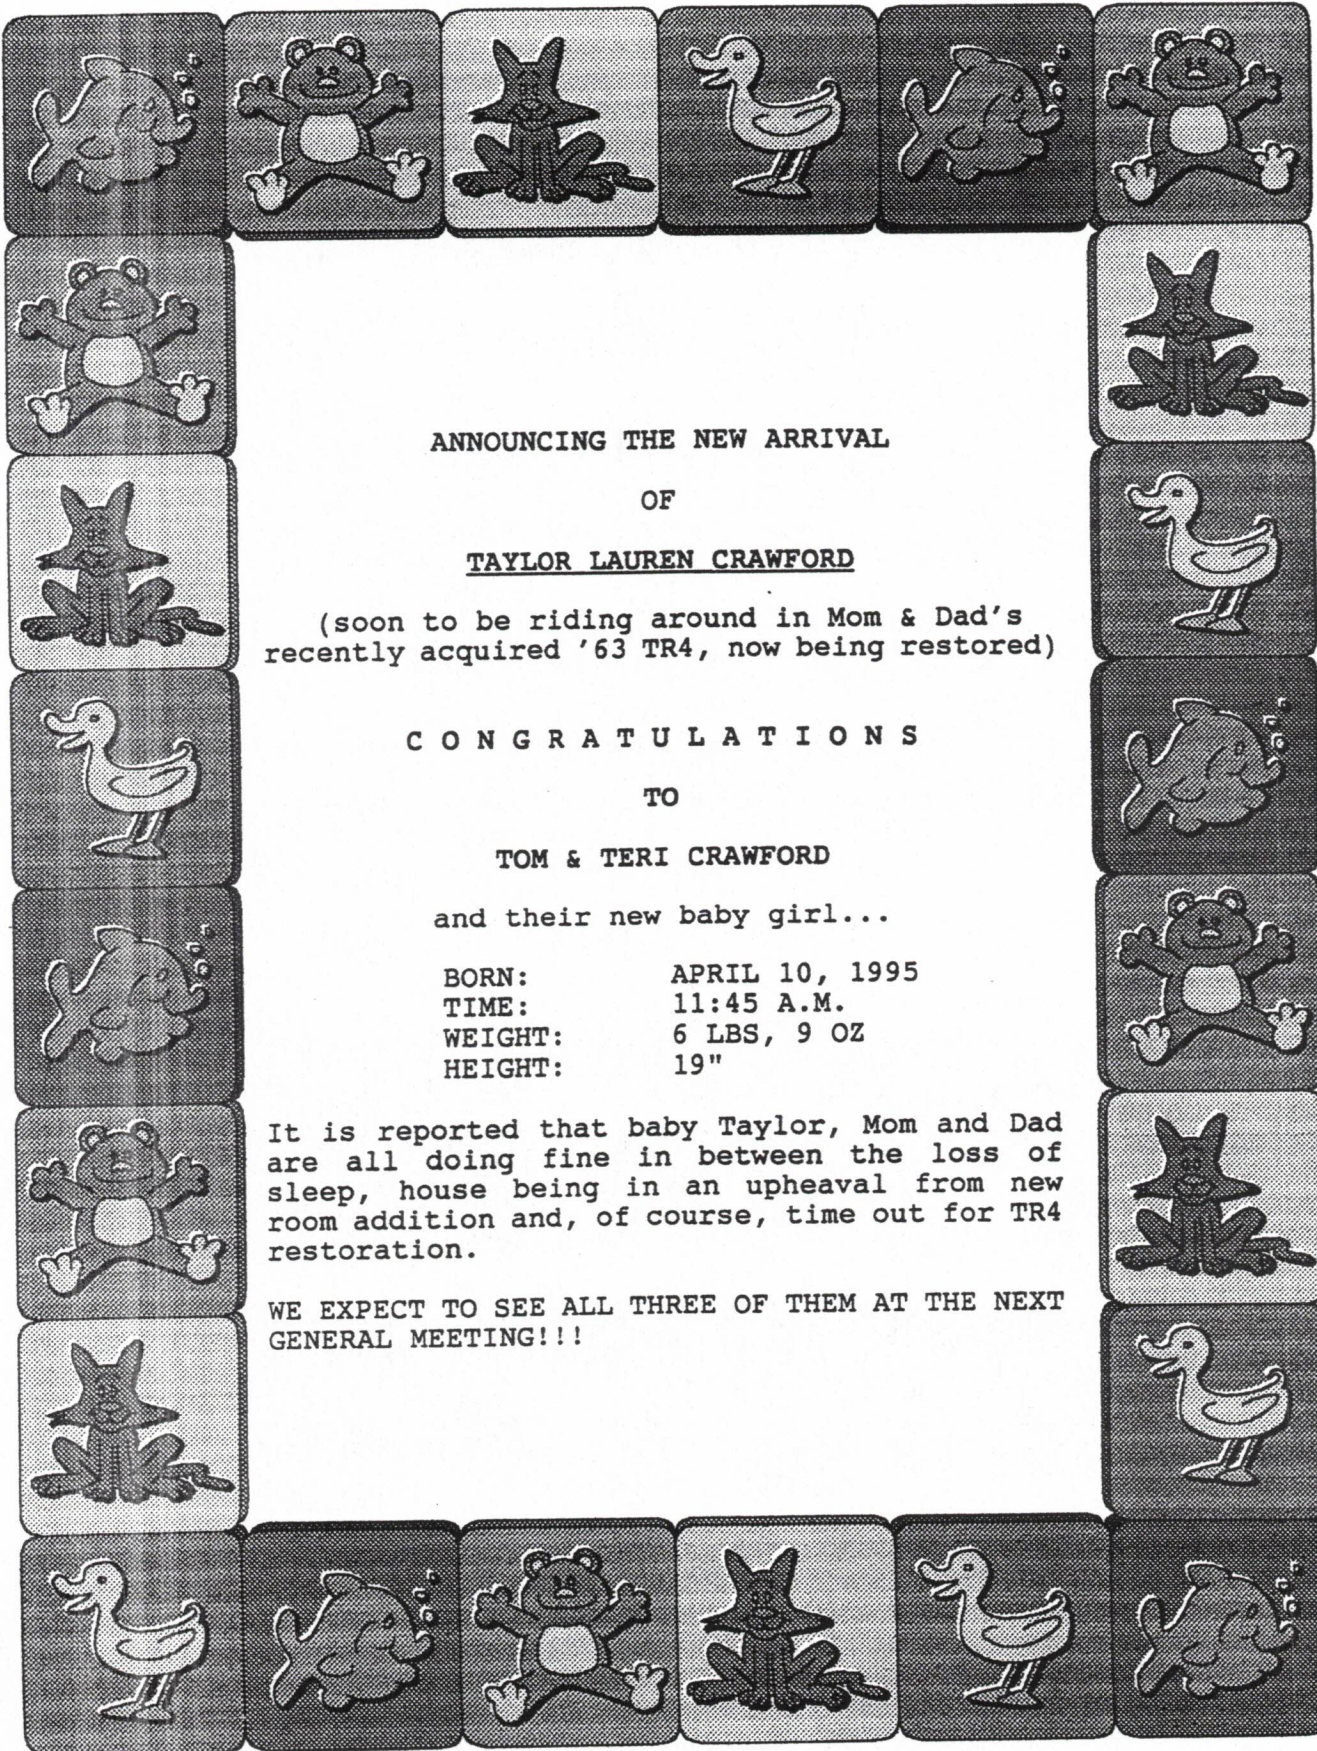 ANNOUNCING THE NEW ARRIVAL
OF
TAYLOR LAUREN CRAWFORD
(soon to be riding around in Mom & Dad's
recently acquired '63 TR4, now being restored)
C O N G R A T U L A T I O N S
TO
TOM & TERI CRAWFORD
and their new baby girl...
BORN: APRIL 10, 1995
TIME: 11:45 A.M.
WEIGHT: 6 LBS, 9 OZ
HEIGHT: 19"
It is reported that baby Taylor, Mom and Dad
are all doing fine in between the loss of
sleep, house being in an upheaval from new
room addition and, of course, time out for TR4
restoration.
WE EXPECT TO SEE ALL THREE OF THEM AT THE NEXT
GENERAL MEETING!!!